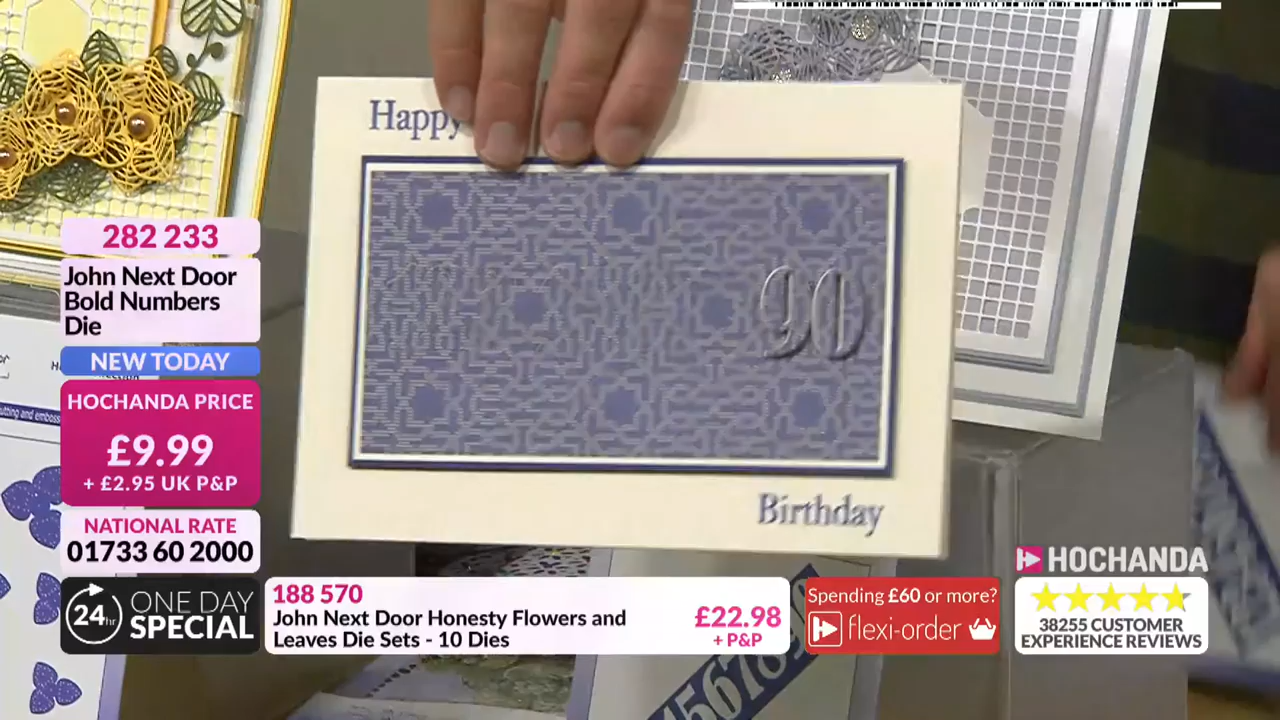 Happy
90
Birthday
282 233
John Next Door
Bold Numbers
Die
NEW TODAY
HOCHANDA PRICE
£9.99
+ £2.95 UK P&P
NATIONAL RATE
01733 60 2000
24hr
ONE DAY
SPECIAL
188 570
John Next Door Honesty Flowers and
Leaves Die Sets - 10 Dies
£22.98
+ P&P
Spending £60 or more?
flexi-order
HOCHANDA
38255 CUSTOMER
EXPERIENCE REVIEWS